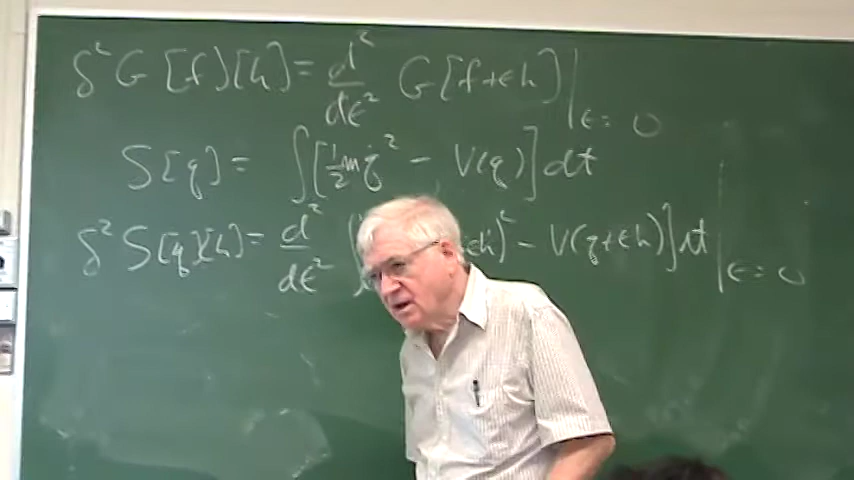 δ²G[f][h] = d²/dε² G[f+εh]|ε=0
S[q] = ∫[½mq̇² − V(q)]dt
δ²S[q][h] = d²/dε² ∫ εḣ)² − V(q+εh)]dt|ε=0